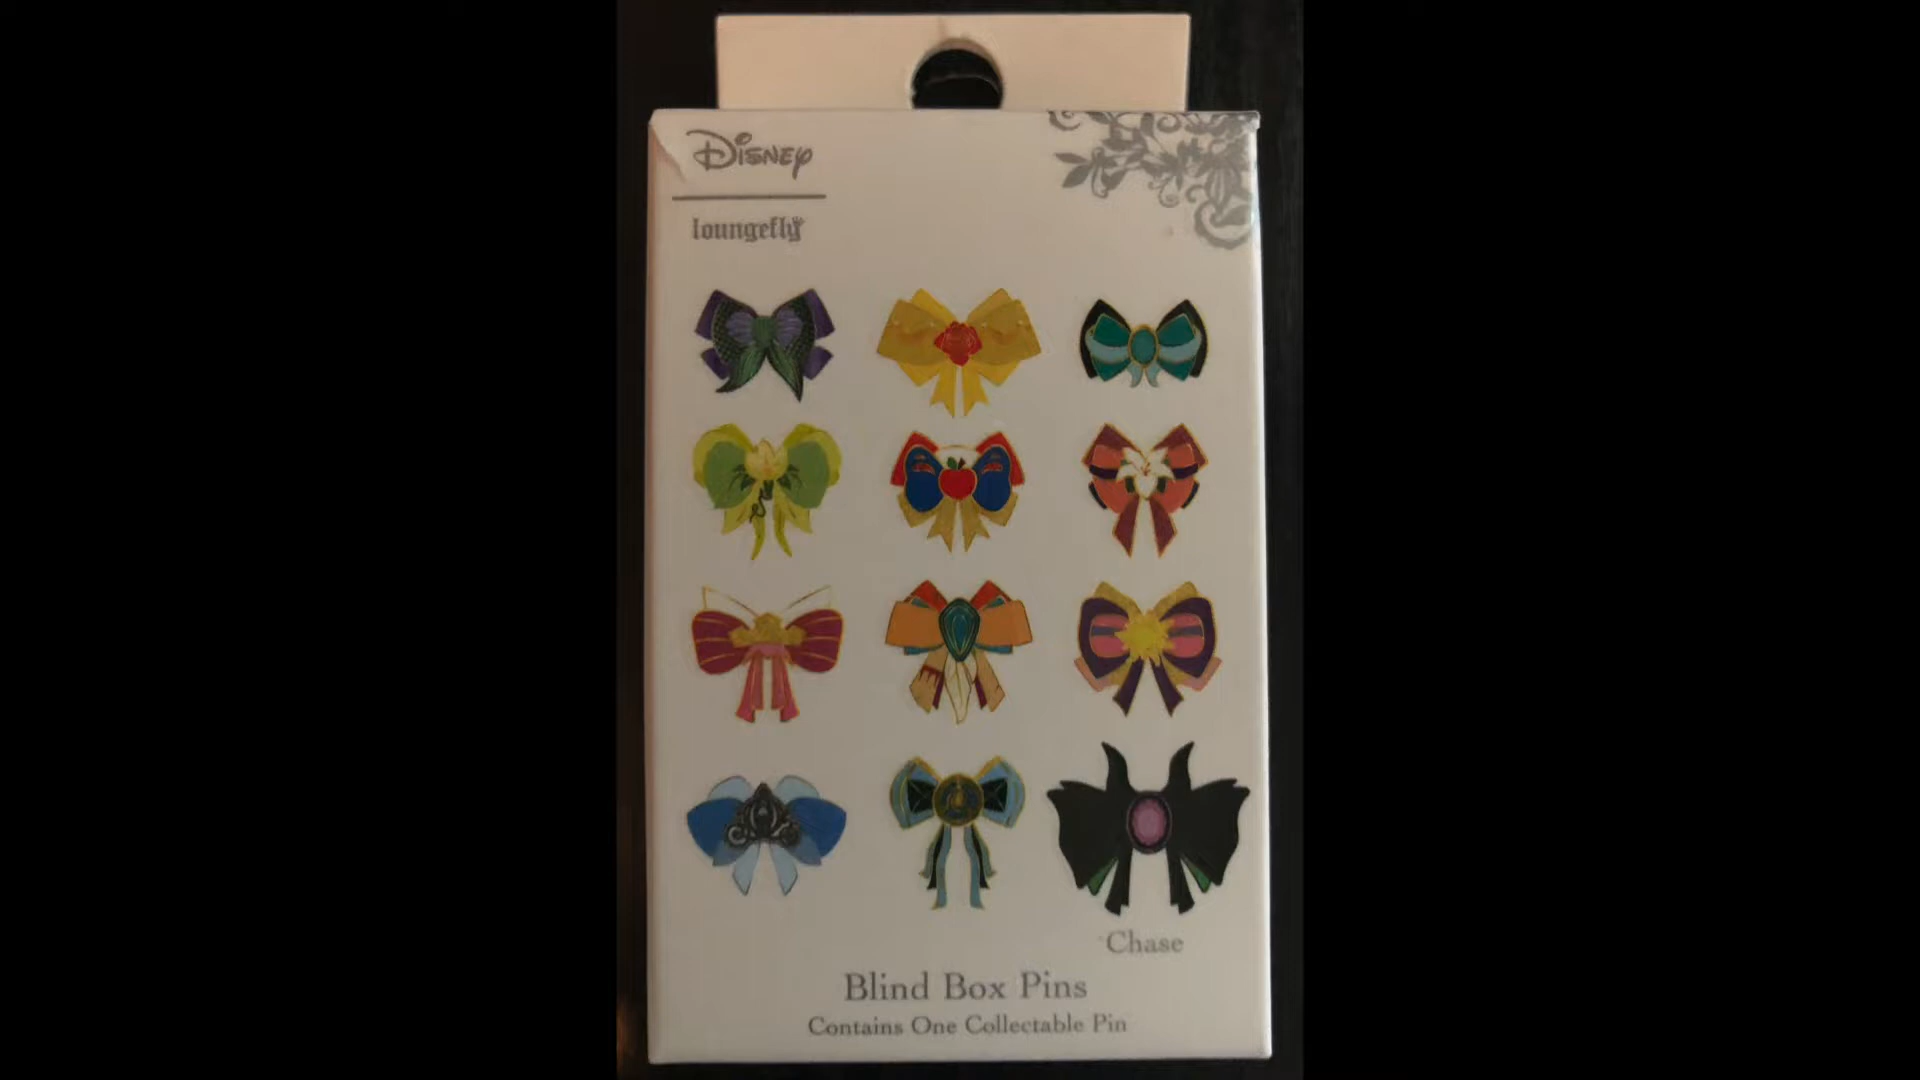 Disney
loungefly
Chase
Blind Box Pins
Contains One Collectable Pin